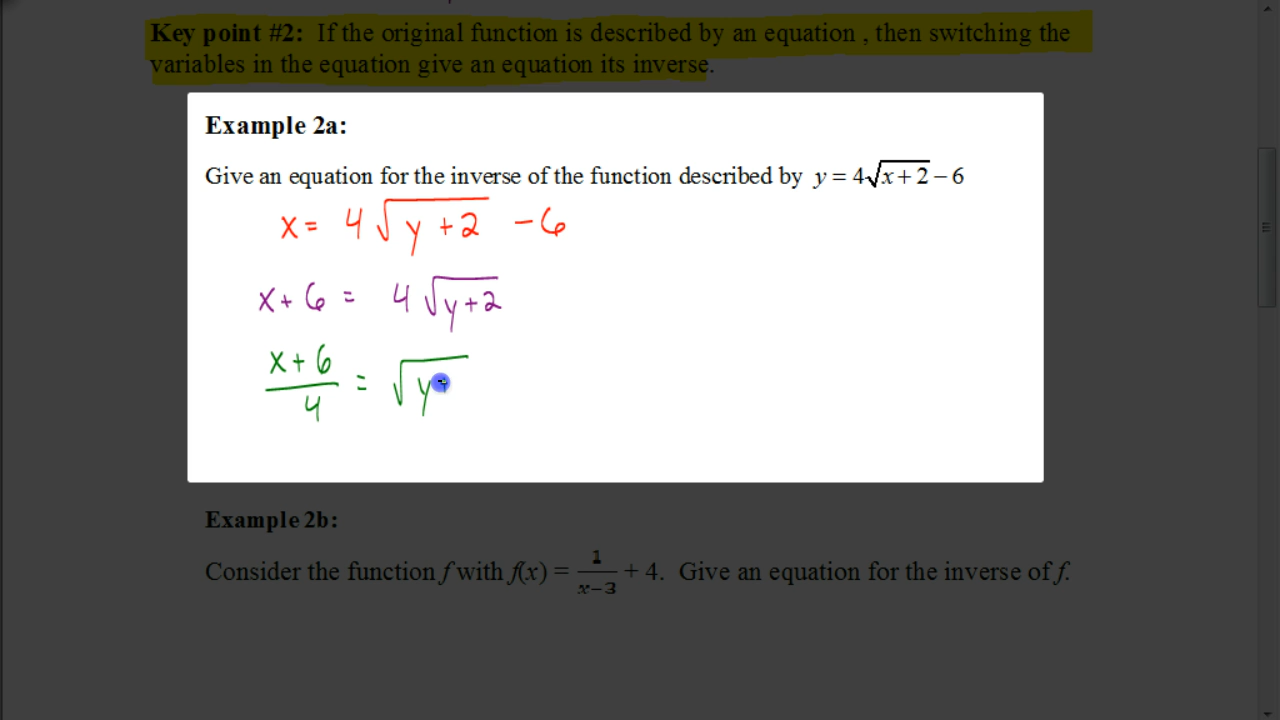 Key point #2: If the original function is described by an equation , then switching the
variables in the equation give an equation its inverse.
Example 2a:
Give an equation for the inverse of the function described by y = 4√(x+2) − 6
x = 4√(y+2) − 6
x + 6 = 4√(y+2)
(x+6)/4 = √(y
Example 2b:
Consider the function f with f(x) = 1/(x−3) + 4. Give an equation for the inverse of f.